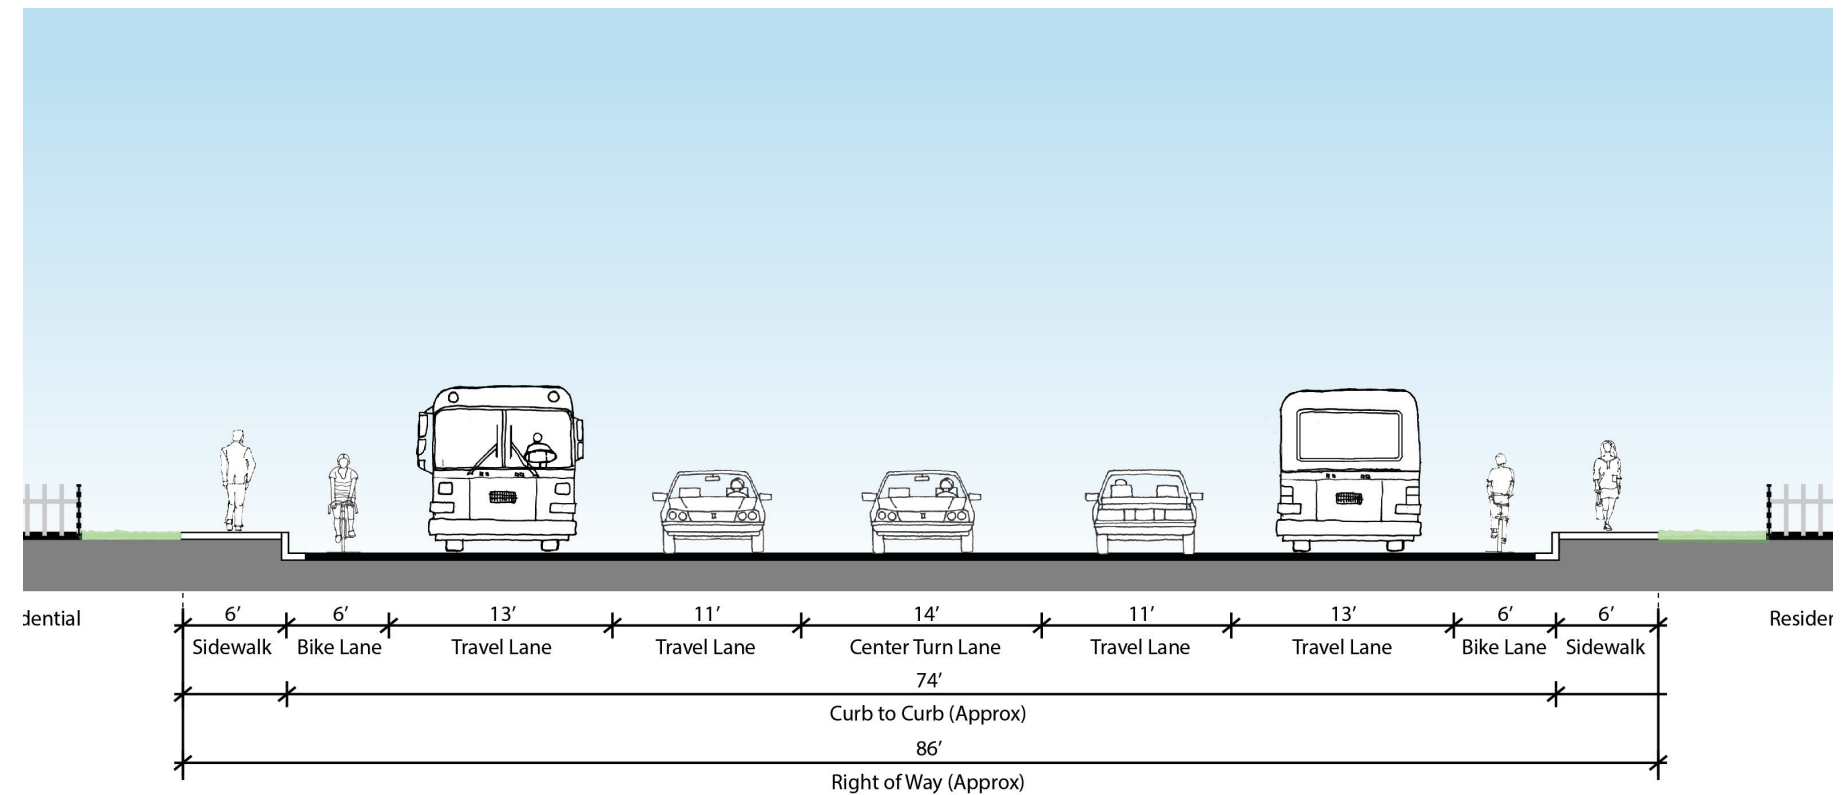 6’ 6’ 13’ 11’ 14’ 11’ 13’ 6’ 6’
dential Residen
Sidewalk Bike Lane Travel Lane Travel Lane Center Turn Lane Travel Lane Travel Lane Bike Lane Sidewalk
74’
Curb to Curb (Approx)
86’
Right of Way (Approx)